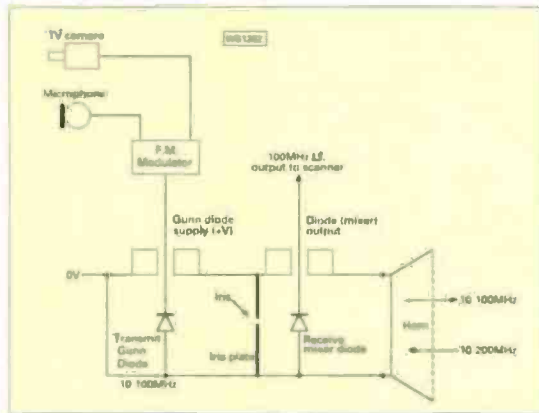 TV camera
Microphone
F.M.
Modulator
100MHz I.F.
output to scanner
Gunn diode
supply (+V)
Diode (mixer)
output
0V
Iris
Transmit
Gunn
Diode
Iris plate
Receive
mixer diode
Horn
10·100MHz
10·200MHz
10·100MHz